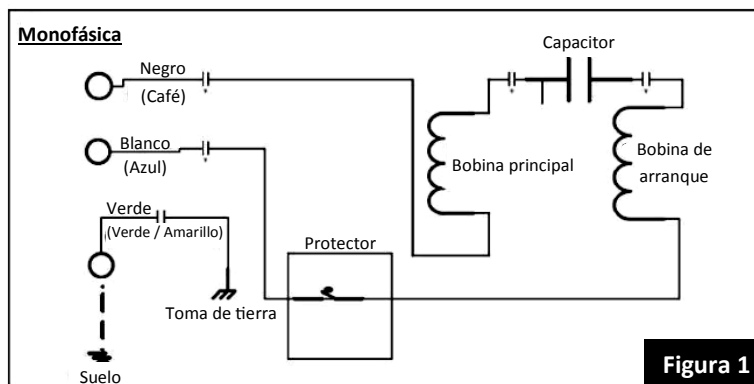 Monofásica
Capacitor
Negro
(Café)
Blanco
(Azul)
Bobina principal
Bobina de
arranque
Verde
(Verde / Amarillo)
Protector
Toma de tierra
Suelo
Figura 1